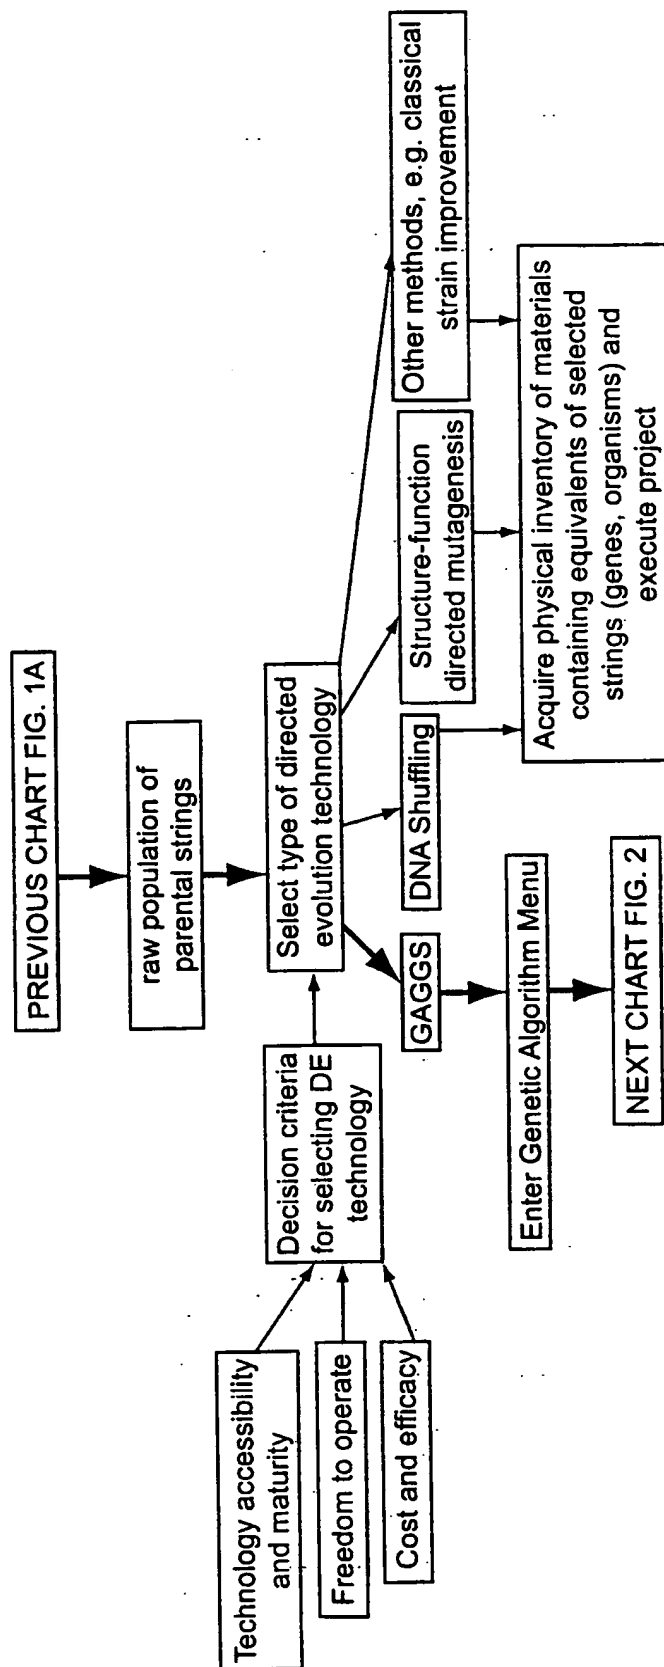 PREVIOUS CHART FIG. 1A
raw population of
parental strings
Technology accessibility
and maturity
Freedom to operate
Cost and efficacy
Decision criteria
for selecting DE
technology
Select type of directed
evolution technology
GAGGS
DNA Shuffling
Structure-function
directed mutagenesis
Other methods, e.g. classical
strain improvement
Enter Genetic Algorithm Menu
Acquire physical inventory of materials
containing equivalents of selected
strings (genes, organisms) and
execute project
NEXT CHART FIG. 2